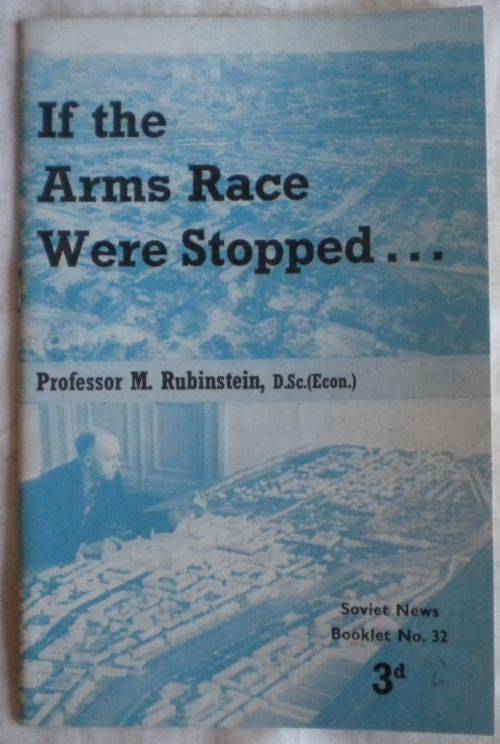 If the
Arms Race
Were Stopped...
Professor M. Rubinstein, D.Sc.(Econ.)
Soviet News
Booklet No. 32
3d